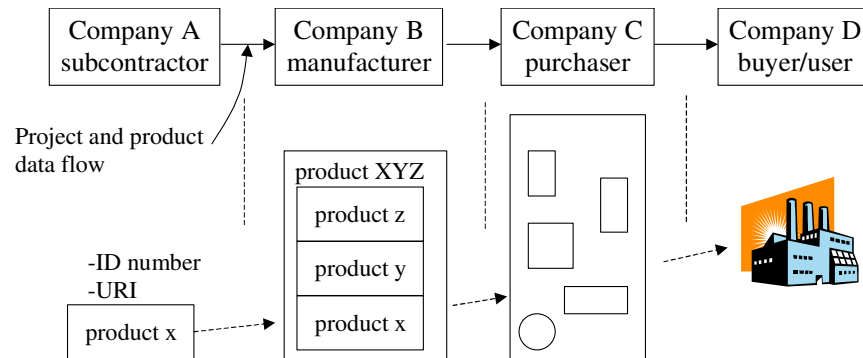 Company A
subcontractor
Company B
manufacturer
Company C
purchaser
Company D
buyer/user
Project and product
data flow
product XYZ
product z
product y
product x
-ID number
-URI
product x